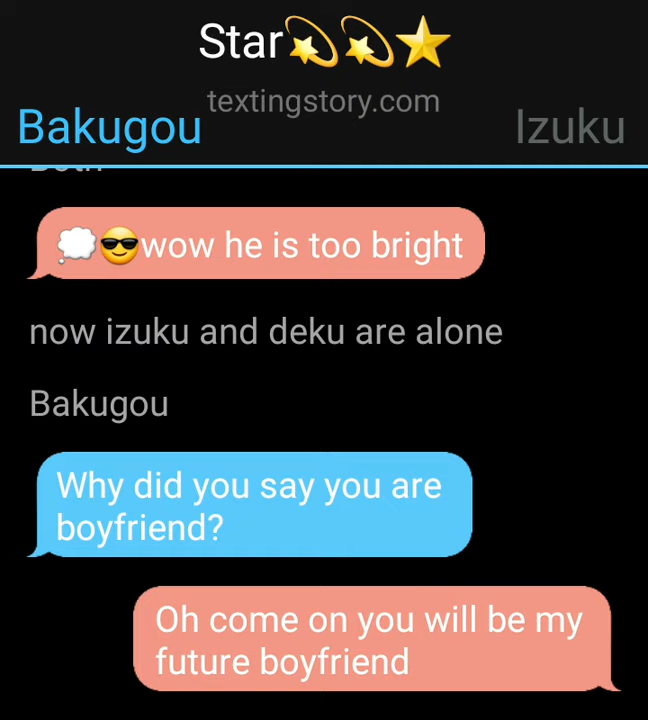 Star💫💫⭐
textingstory.com
Bakugou
Izuku
💭😎wow he is too bright
now izuku and deku are alone
Bakugou
Why did you say you are
boyfriend?
Oh come on you will be my
future boyfriend